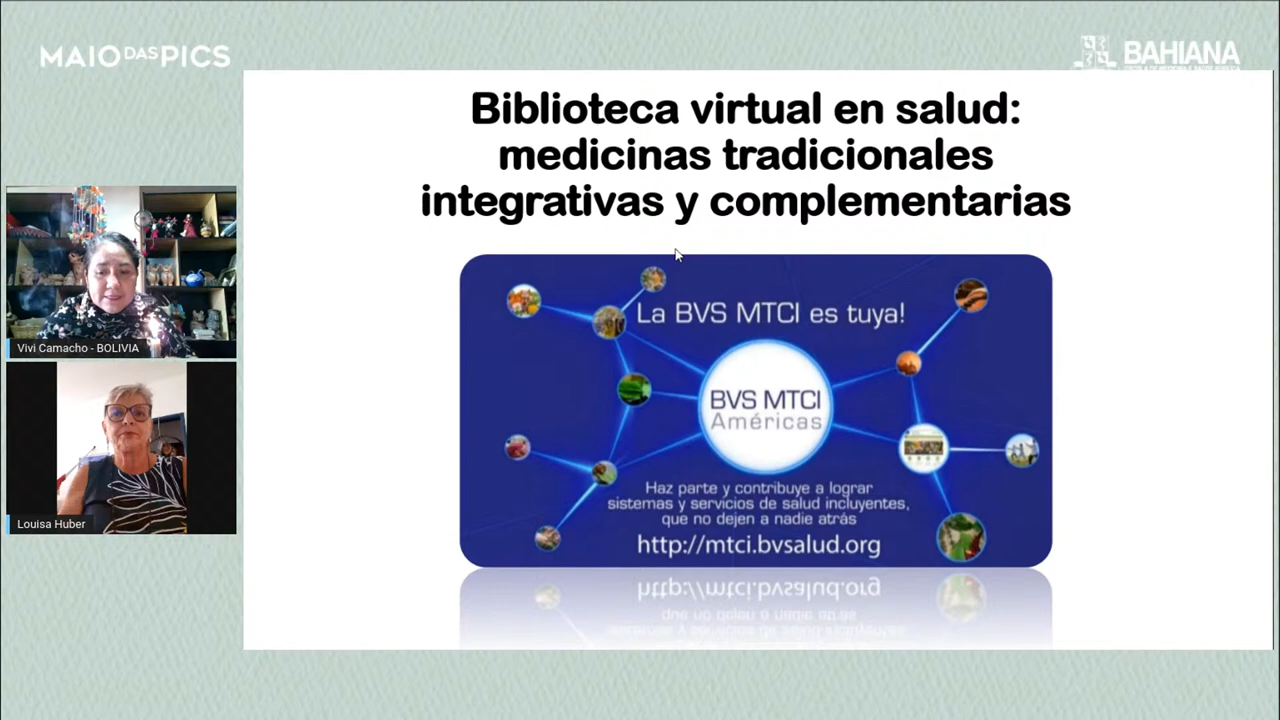 MAIO DAS PICS
BAHIANA
Biblioteca virtual en salud:
medicinas tradicionales
integrativas y complementarias
La BVS MTCI es tuya!
BVS MTCI
Américas
Haz parte y contribuye a lograr
sistemas y servicios de salud incluyentes,
que no dejen a nadie atrás
http://mtci.bvsalud.org
Vivi Camacho - BOLIVIA
Louisa Huber